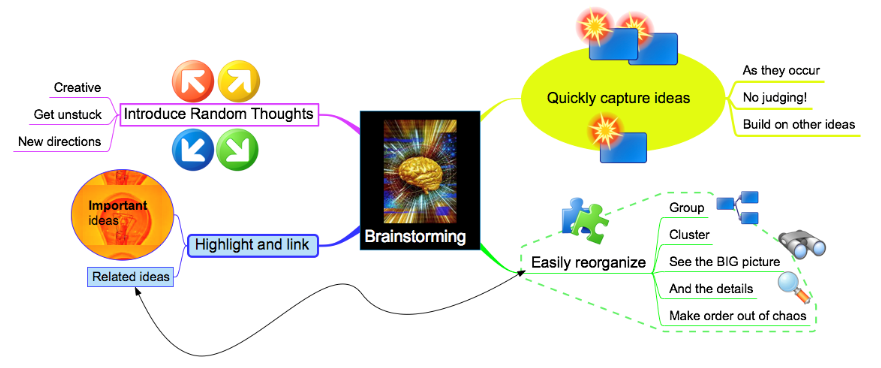 Brainstorming
Introduce Random Thoughts
Creative
Get unstuck
New directions
Highlight and link
Important
ideas
Related ideas
Quickly capture ideas
As they occur
No judging!
Build on other ideas
Easily reorganize
Group
Cluster
See the BIG picture
And the details
Make order out of chaos